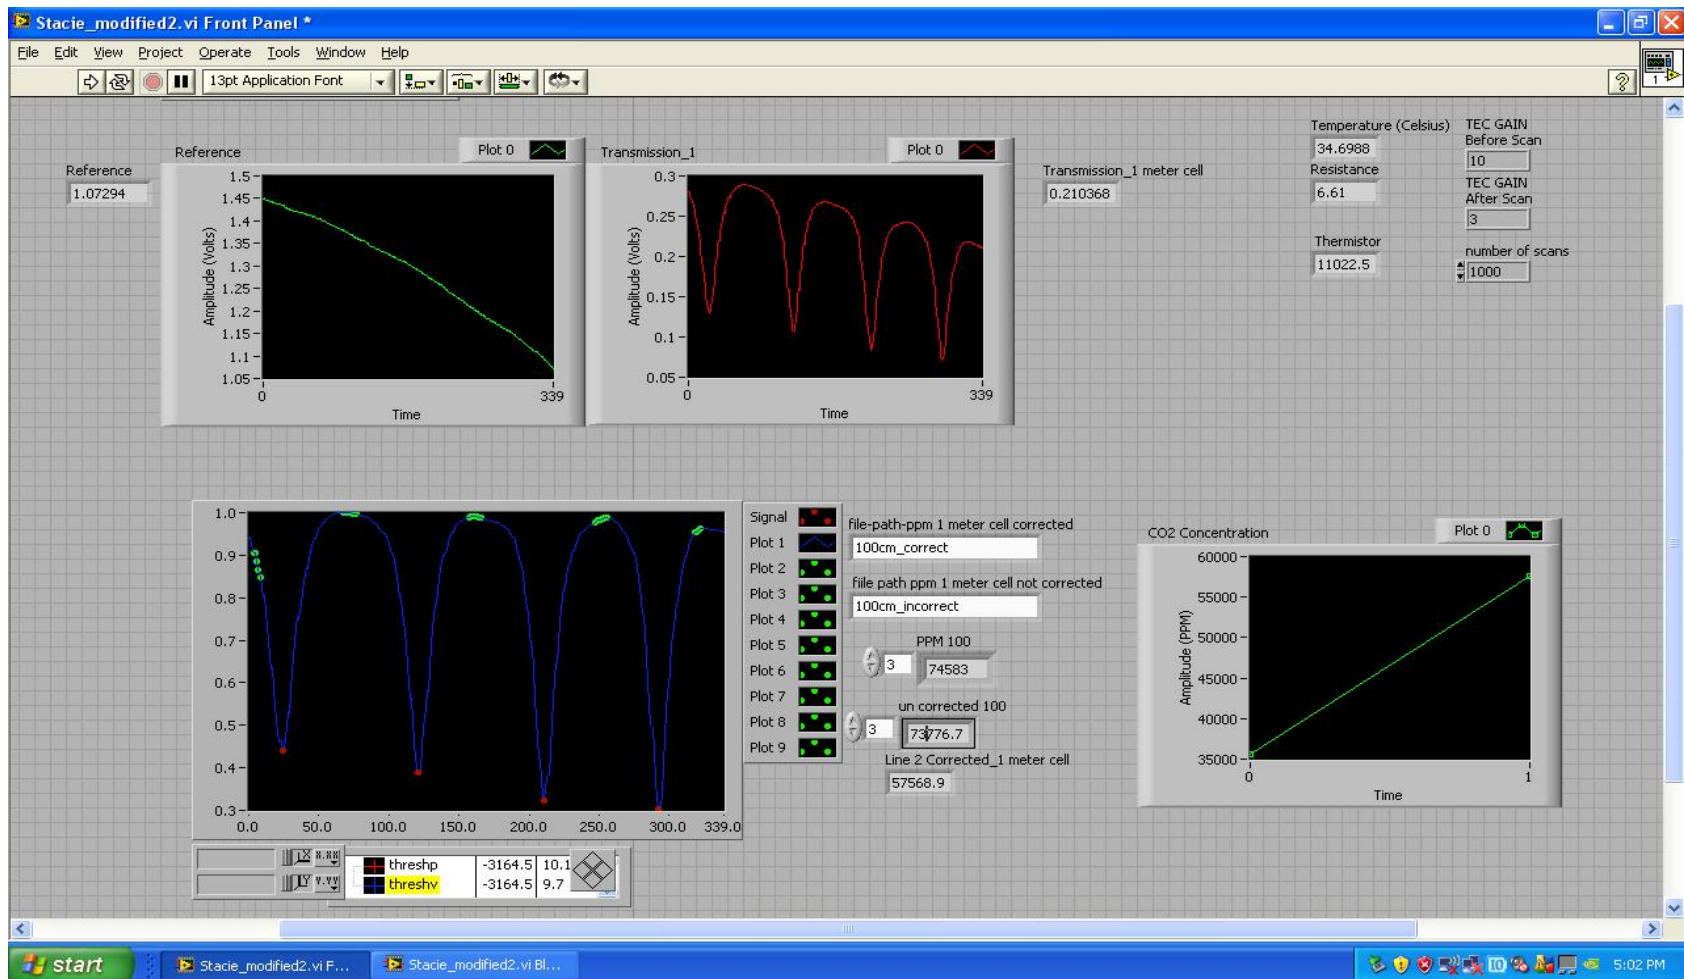 Stacie_modified2.vi Front Panel *
File Edit View Project Operate Tools Window Help
13pt Application Font
1
Reference
1.07294
Reference
Plot 0
Amplitude (Volts)
1.5
1.45
1.4
1.35
1.3
1.25
1.2
1.15
1.1
1.05
0
339
Time
Transmission_1
Plot 0
Amplitude (Volts)
0.3
0.25
0.2
0.15
0.1
0.05
0
339
Time
Transmission_1 meter cell
0.210368
Temperature (Celsius)
34.6988
Resistance
6.61
Thermistor
11022.5
TEC GAIN
Before Scan
10
TEC GAIN
After Scan
3
number of scans
1000
1.0
0.9
0.8
0.7
0.6
0.5
0.4
0.3
0.0 50.0 100.0 150.0 200.0 250.0 300.0 339.0
Signal
Plot 1
Plot 2
Plot 3
Plot 4
Plot 5
Plot 6
Plot 7
Plot 8
Plot 9
file-path-ppm 1 meter cell corrected
100cm_correct
fiile path ppm 1 meter cell not corrected
100cm_incorrect
PPM 100
3 74583
un corrected 100
3 73776.7
Line 2 Corrected_1 meter cell
57568.9
CO2 Concentration
Plot 0
Amplitude (PPM)
60000
55000
50000
45000
40000
35000
0
1
Time
X.XX
Y.YY
threshp -3164.5 10.1
threshv -3164.5 9.7
start
Stacie_modified2.vi F...
Stacie_modified2.vi Bl...
5:02 PM